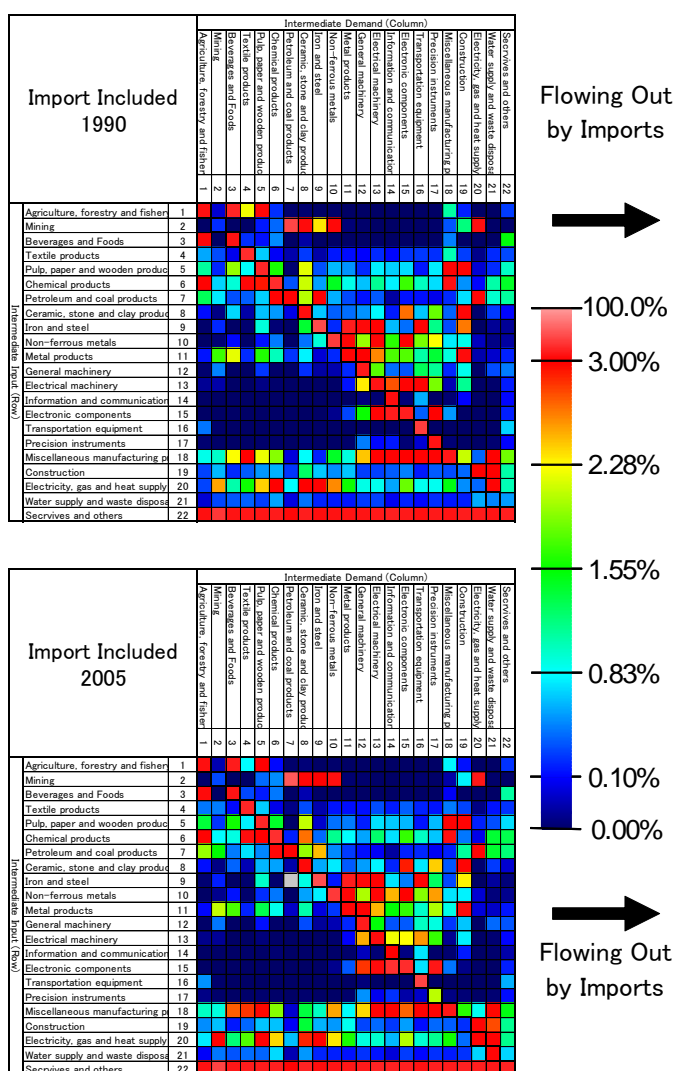 Intermediate Demand (Column)
Import Included
1990
Agriculture, forestry and fisher
Mining
Beverages and Foods
Textile products
Pulp, paper and wooden produc
Chemical products
Petroleum and coal products
Ceramic, stone and clay produc
Iron and steel
Non-ferrous metals
Metal products
General machinery
Electrical machinery
Information and communication
Electronic components
Transportation equipment
Precision instruments
Miscellaneous manufacturing p
Construction
Electricity, gas and heat supply
Water supply and waste disposa
Secrvives and others
1 2 3 4 5 6 7 8 9 10 11 12 13 14 15 16 17 18 19 20 21 22
Intermediate Input (Row)
Agriculture, forestry and fisher 1
Mining 2
Beverages and Foods 3
Textile products 4
Pulp, paper and wooden produc 5
Chemical products 6
Petroleum and coal products 7
Ceramic, stone and clay produc 8
Iron and steel 9
Non-ferrous metals 10
Metal products 11
General machinery 12
Electrical machinery 13
Information and communication 14
Electronic components 15
Transportation equipment 16
Precision instruments 17
Miscellaneous manufacturing p 18
Construction 19
Electricity, gas and heat supply 20
Water supply and waste disposa 21
Secrvives and others 22
Flowing Out
by Imports
100.0%
3.00%
2.28%
1.55%
0.83%
0.10%
0.00%
Intermediate Demand (Column)
Import Included
2005
Agriculture, forestry and fisher
Mining
Beverages and Foods
Textile products
Pulp, paper and wooden produc
Chemical products
Petroleum and coal products
Ceramic, stone and clay produc
Iron and steel
Non-ferrous metals
Metal products
General machinery
Electrical machinery
Information and communication
Electronic components
Transportation equipment
Precision instruments
Miscellaneous manufacturing p
Construction
Electricity, gas and heat supply
Water supply and waste disposa
Secrvives and others
1 2 3 4 5 6 7 8 9 10 11 12 13 14 15 16 17 18 19 20 21 22
Intermediate Input (Row)
Agriculture, forestry and fisher 1
Mining 2
Beverages and Foods 3
Textile products 4
Pulp, paper and wooden produc 5
Chemical products 6
Petroleum and coal products 7
Ceramic, stone and clay produc 8
Iron and steel 9
Non-ferrous metals 10
Metal products 11
General machinery 12
Electrical machinery 13
Information and communication 14
Electronic components 15
Transportation equipment 16
Precision instruments 17
Miscellaneous manufacturing p 18
Construction 19
Electricity, gas and heat supply 20
Water supply and waste disposa 21
Secrvives and others 22
Flowing Out
by Imports